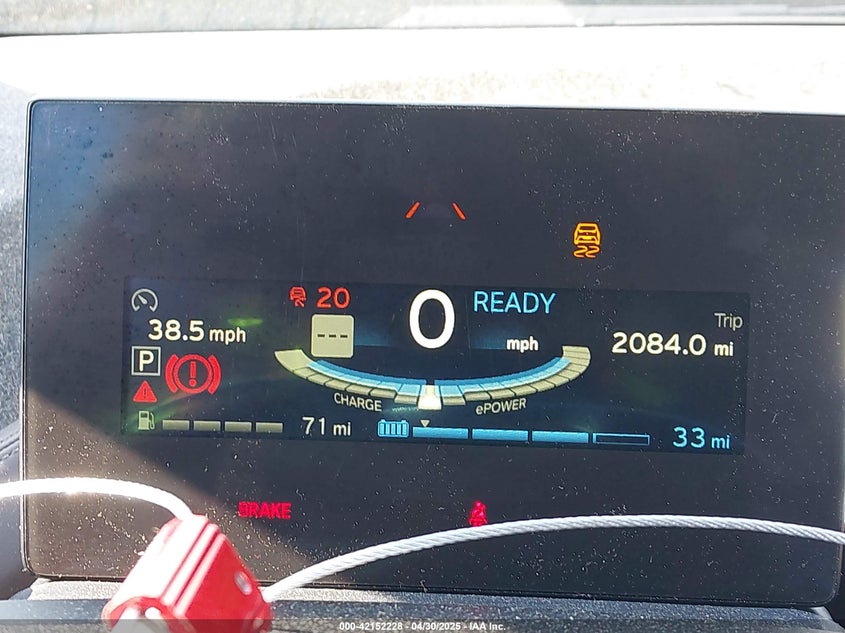 20
0
READY
mph
Trip
38.5 mph
---
2084.0 mi
P
CHARGE
ePOWER
71 mi
33 mi
BRAKE
000-42152228 - 04/30/2025 - IAA Inc.